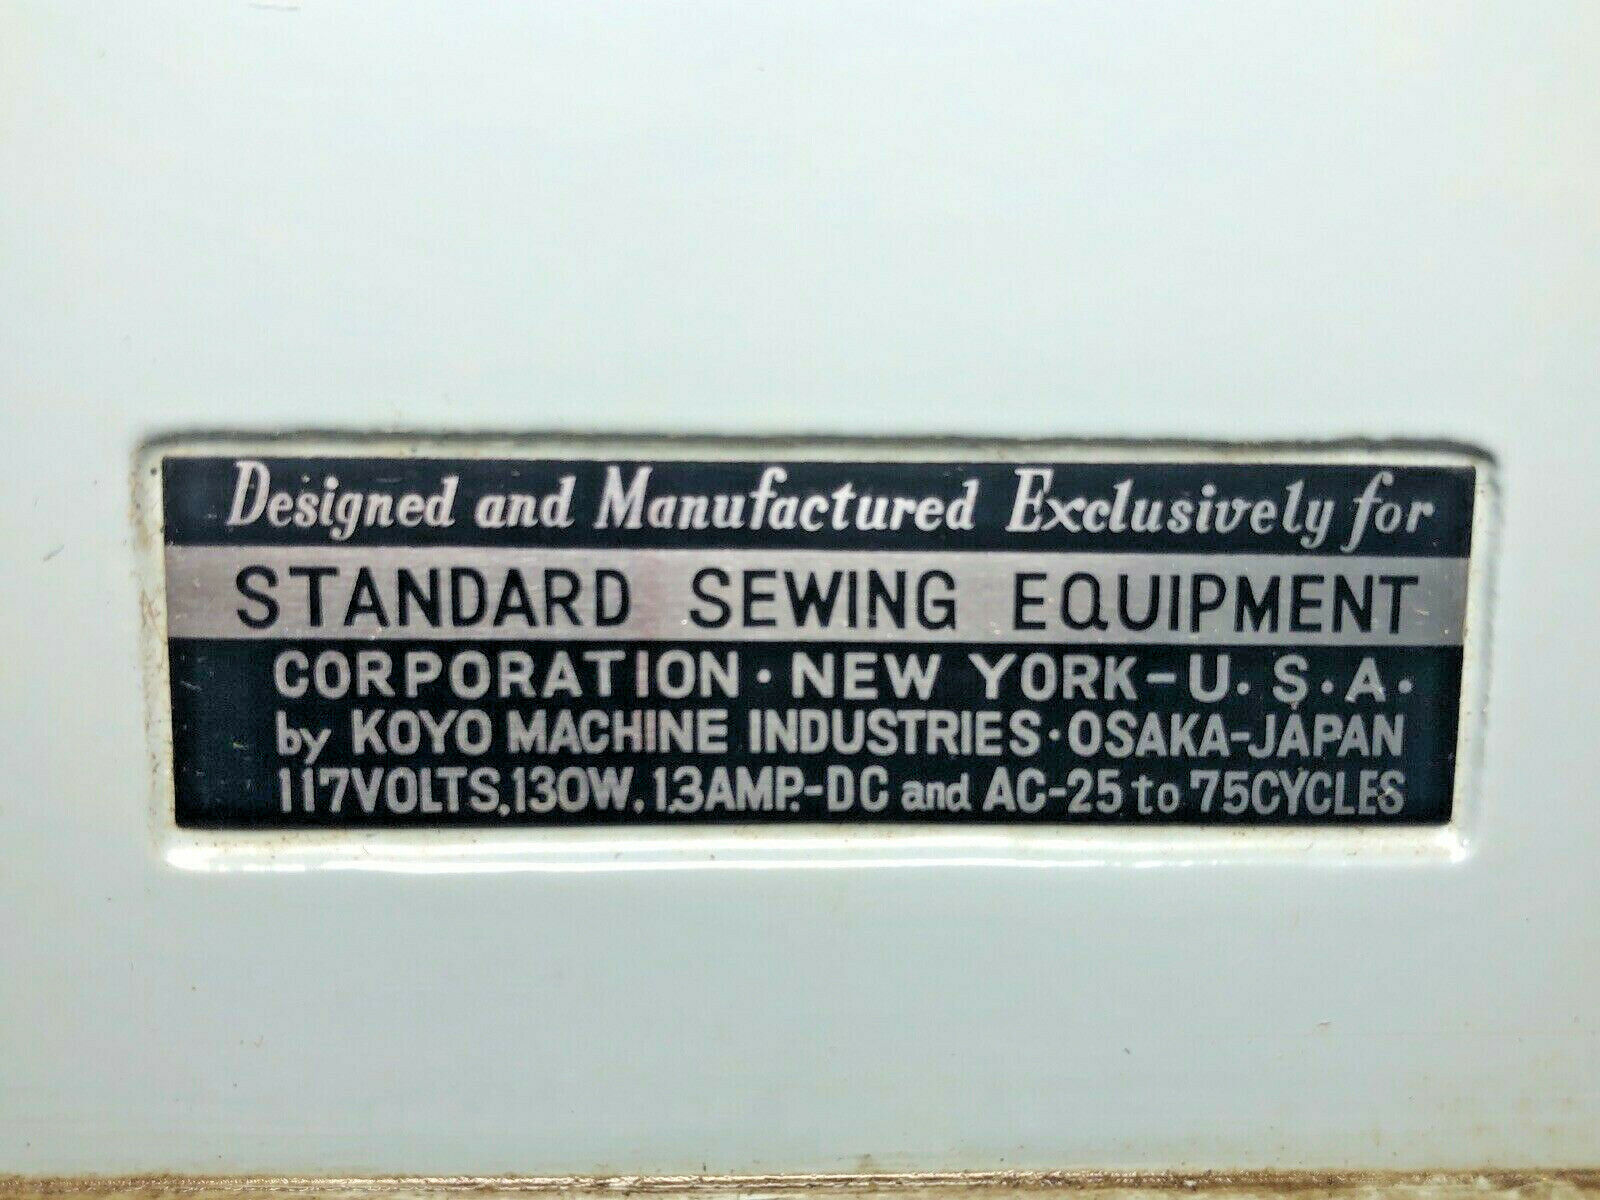 Designed and Manufactured Exclusively for
STANDARD SEWING EQUIPMENT
CORPORATION · NEW YORK - U. S. A.
by KOYO MACHINE INDUSTRIES · OSAKA-JAPAN
117VOLTS, 130W, 1.3AMP.-DC and AC-25 to 75CYCLES